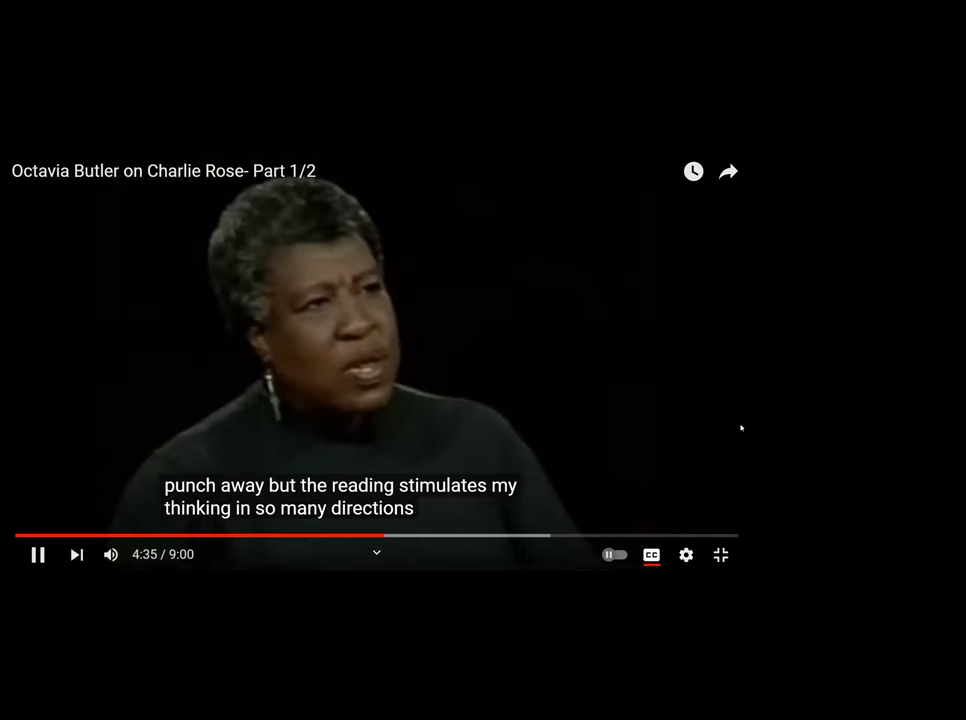 Octavia Butler on Charlie Rose- Part 1/2
punch away but the reading stimulates my
thinking in so many directions
4:35 / 9:00
CC